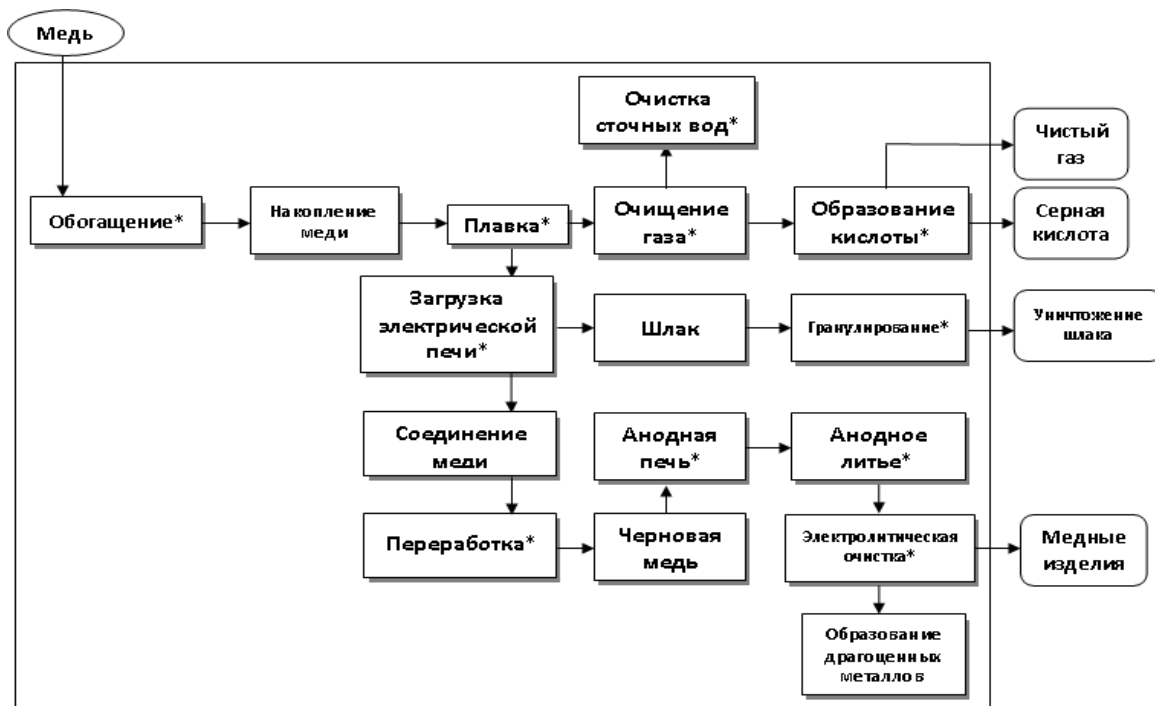 Медь
Очистка
сточных вод*
Чистый
газ
Обогащение*
Накопление
меди
Плавка*
Очищение
газа*
Образование
кислоты*
Серная
кислота
Загрузка
электрической
печи*
Шлак
Гранулирование*
Уничтожение
шлака
Соединение
меди
Анодная
печь*
Анодное
литье*
Переработка*
Черновая
медь
Электролитическая
очистка*
Медные
изделия
Образование
драгоценных
металлов